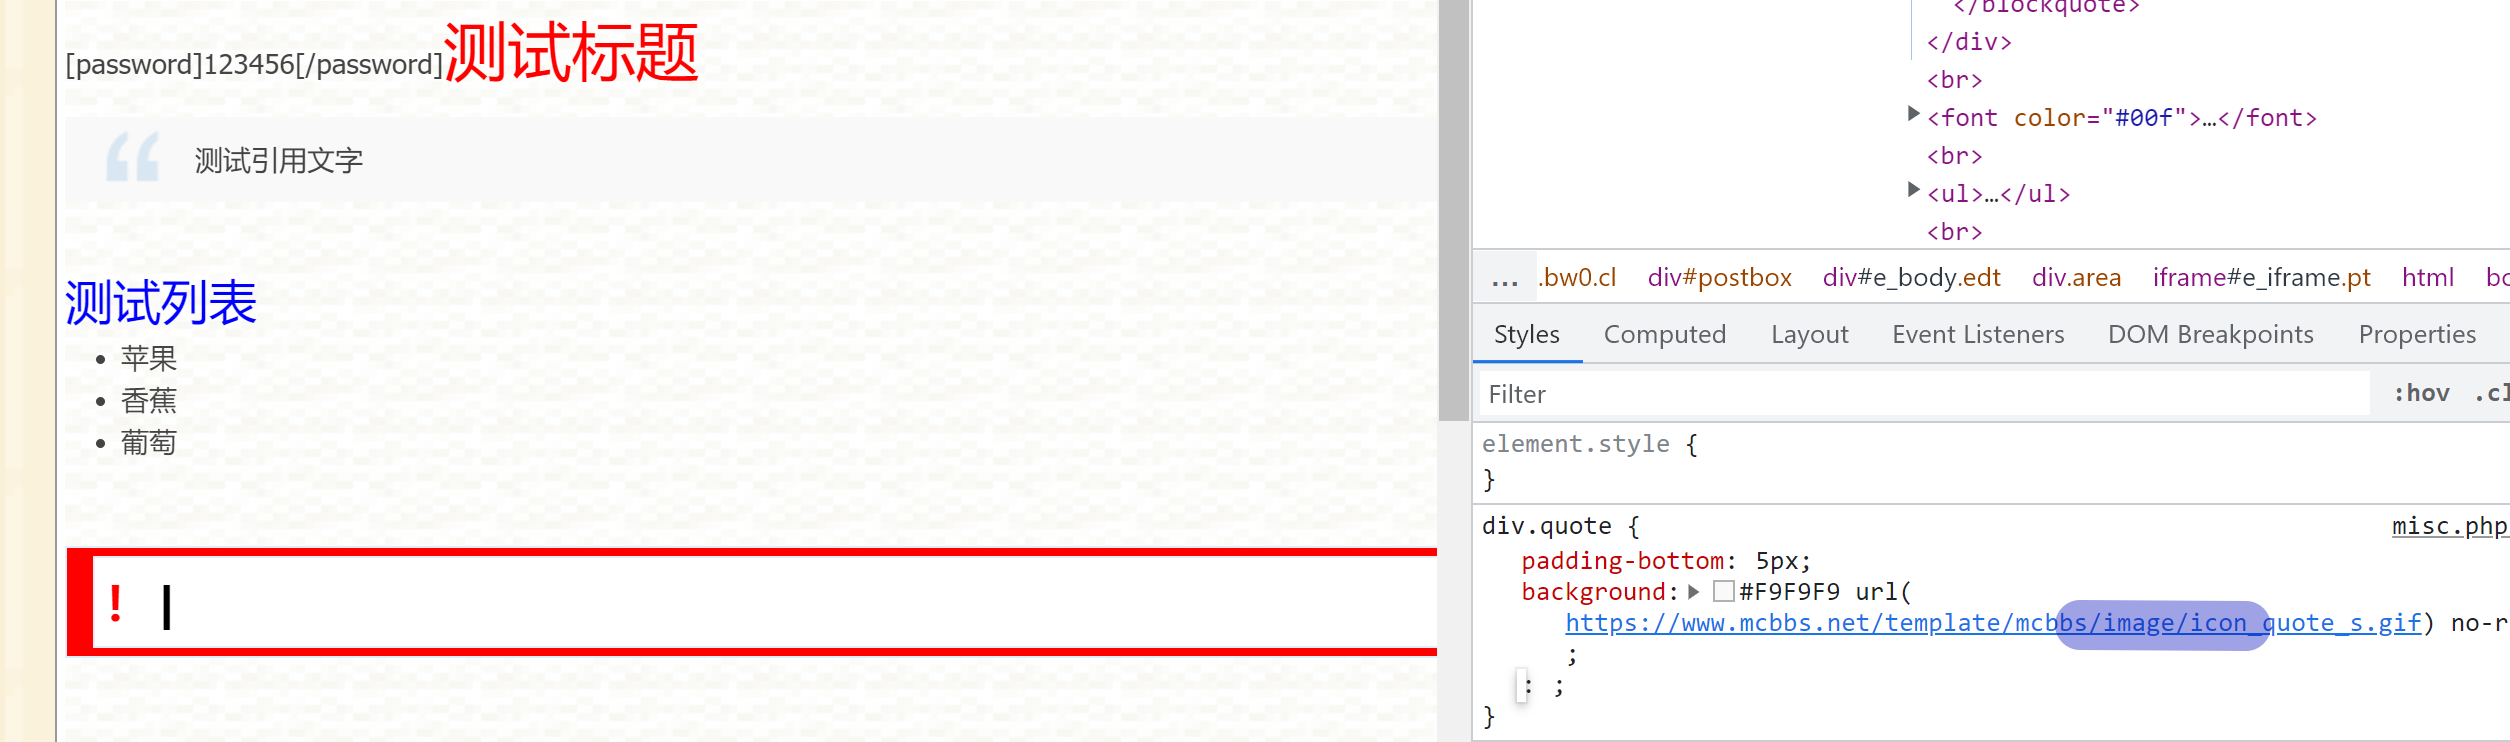 [password]123456[/password]测试标题
测试引用文字
测试列表
• 苹果
• 香蕉
• 葡萄
!
</blockquote>
</div>
<br>
▶<font color="#00f">…</font>
<br>
▶<ul>…</ul>
<br>
... .bw0.cl div#postbox div#e_body.edt div.area iframe#e_iframe.pt html
Styles Computed Layout Event Listeners DOM Breakpoints Properties
Filter :hov .cl
element.style {
}
div.quote { misc.php
padding-bottom: 5px;
background:▶ #F9F9F9 url(
https://www.mcbbs.net/template/mcbbs/image/icon_quote_s.gif) no-r
;
: ;
}